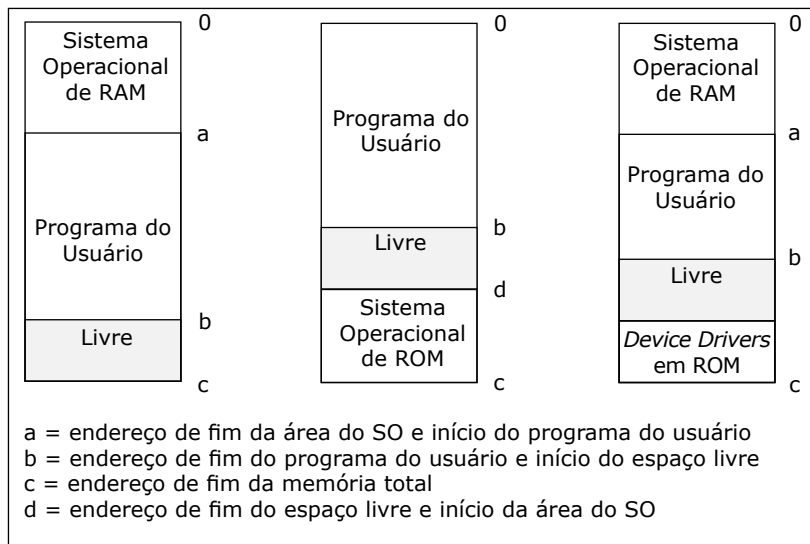 0
Sistema
Operacional
de RAM
a
Programa do
Usuário
b
Livre
c
0
Programa do
Usuário
b
Livre
d
Sistema
Operacional
de ROM
c
0
Sistema
Operacional
de RAM
a
Programa do
Usuário
b
Livre
Device Drivers
em ROM
c
a = endereço de fim da área do SO e início do programa do usuário
b = endereço de fim do programa do usuário e início do espaço livre
c = endereço de fim da memória total
d = endereço de fim do espaço livre e início da área do SO